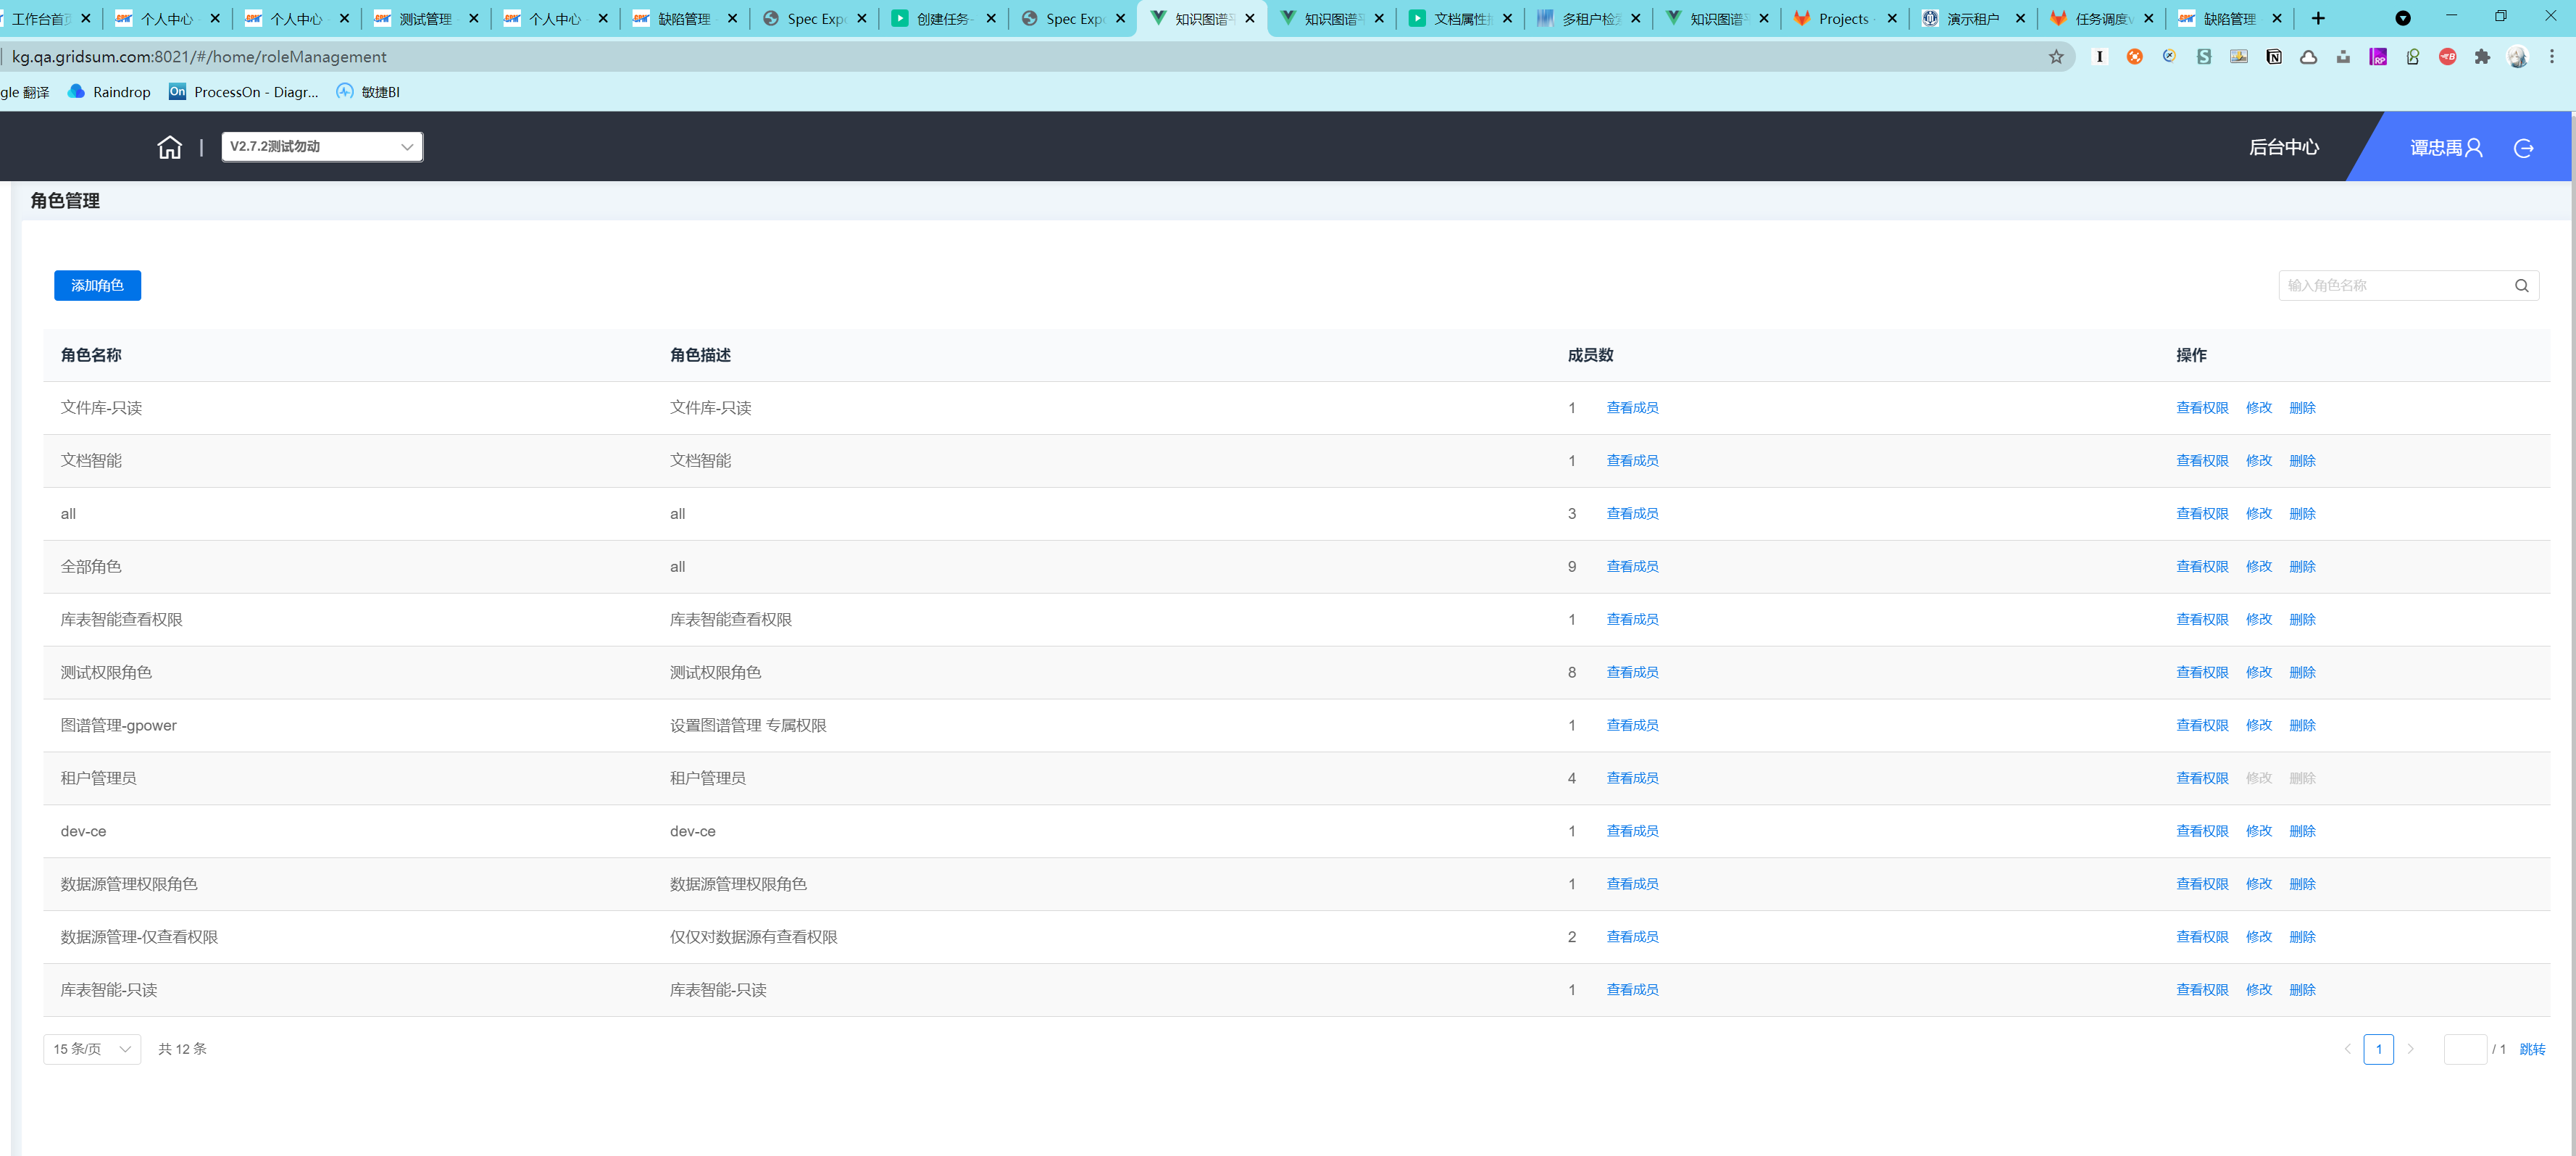 工作台首页 个人中心 个人中心 测试管理 个人中心 缺陷管理 Spec Exp 创建任务- Spec Exp 知识图谱平 知识图谱平 文档属性抽 多租户检索 知识图谱平 Projects · 演示租户 任务调度v 缺陷管理
kg.qa.gridsum.com:8021/#/home/roleManagement
gle 翻译 Raindrop ProcessOn - Diagr... 敏捷BI
V2.7.2测试勿动 后台中心 谭忠禹
角色管理
添加角色 输入角色名称
角色名称 角色描述 成员数 操作
文件库-只读 文件库-只读 1 查看成员 查看权限 修改 删除
文档智能 文档智能 1 查看成员 查看权限 修改 删除
all all 3 查看成员 查看权限 修改 删除
全部角色 all 9 查看成员 查看权限 修改 删除
库表智能查看权限 库表智能查看权限 1 查看成员 查看权限 修改 删除
测试权限角色 测试权限角色 8 查看成员 查看权限 修改 删除
图谱管理-gpower 设置图谱管理 专属权限 1 查看成员 查看权限 修改 删除
租户管理员 租户管理员 4 查看成员 查看权限 修改 删除
dev-ce dev-ce 1 查看成员 查看权限 修改 删除
数据源管理权限角色 数据源管理权限角色 1 查看成员 查看权限 修改 删除
数据源管理-仅查看权限 仅仅对数据源有查看权限 2 查看成员 查看权限 修改 删除
库表智能-只读 库表智能-只读 1 查看成员 查看权限 修改 删除
15 条/页 共 12 条 1 / 1 跳转